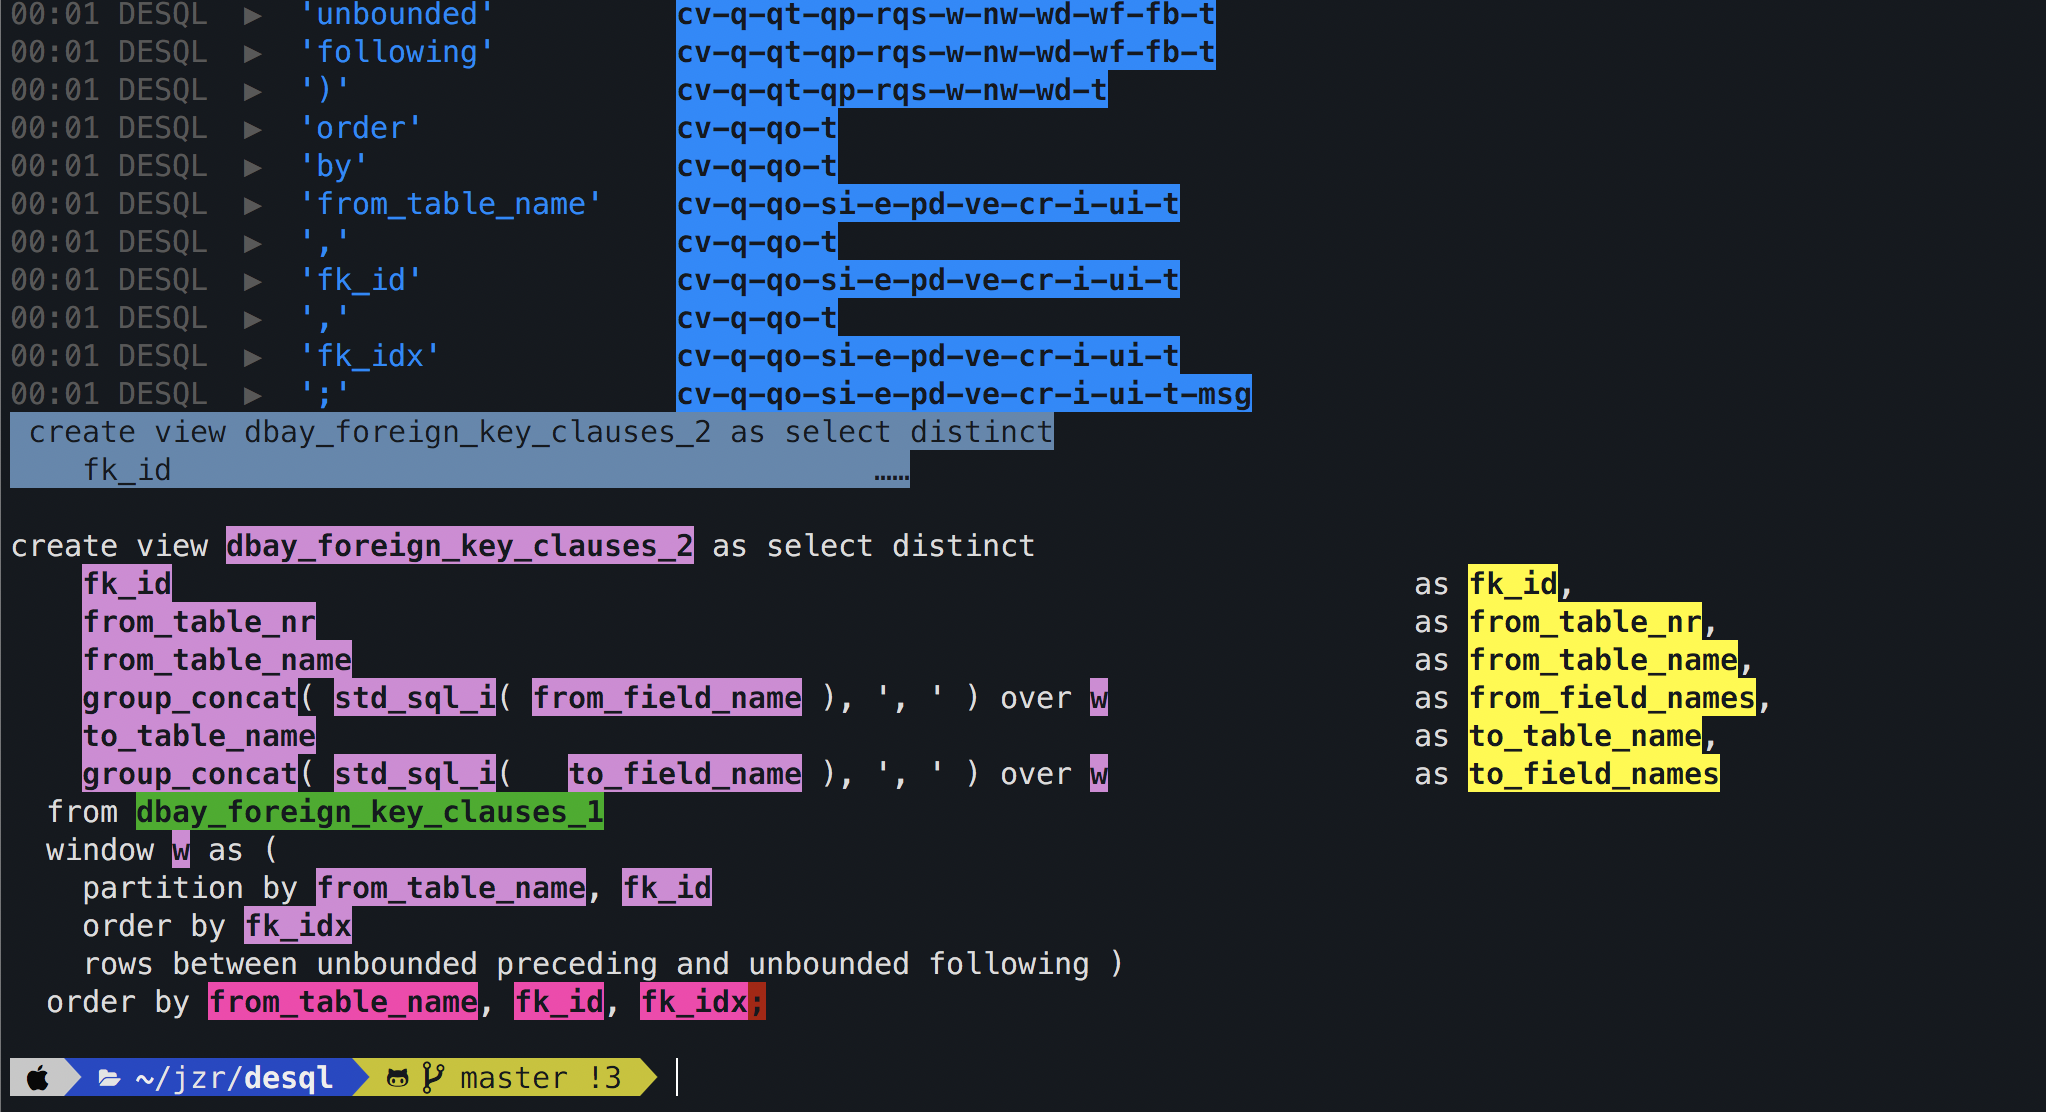 00:01 DESQL ▶ 'unbounded' cv-q-qt-qp-rqs-w-nw-wd-wf-fb-t
00:01 DESQL ▶ 'following' cv-q-qt-qp-rqs-w-nw-wd-wf-fb-t
00:01 DESQL ▶ ')' cv-q-qt-qp-rqs-w-nw-wd-t
00:01 DESQL ▶ 'order' cv-q-qo-t
00:01 DESQL ▶ 'by' cv-q-qo-t
00:01 DESQL ▶ 'from_table_name' cv-q-qo-si-e-pd-ve-cr-i-ui-t
00:01 DESQL ▶ ',' cv-q-qo-t
00:01 DESQL ▶ 'fk_id' cv-q-qo-si-e-pd-ve-cr-i-ui-t
00:01 DESQL ▶ ',' cv-q-qo-t
00:01 DESQL ▶ 'fk_idx' cv-q-qo-si-e-pd-ve-cr-i-ui-t
00:01 DESQL ▶ ';' cv-q-qo-si-e-pd-ve-cr-i-ui-t-msg
create view dbay_foreign_key_clauses_2 as select distinct
fk_id ……
create view dbay_foreign_key_clauses_2 as select distinct
fk_id as fk_id,
from_table_nr as from_table_nr,
from_table_name as from_table_name,
group_concat( std_sql_i( from_field_name ), ', ' ) over w as from_field_names,
to_table_name as to_table_name,
group_concat( std_sql_i(   to_field_name ), ', ' ) over w as to_field_names
from dbay_foreign_key_clauses_1
window w as (
partition by from_table_name, fk_id
order by fk_idx
rows between unbounded preceding and unbounded following )
order by from_table_name, fk_id, fk_idx;
~/jzr/desql master !3